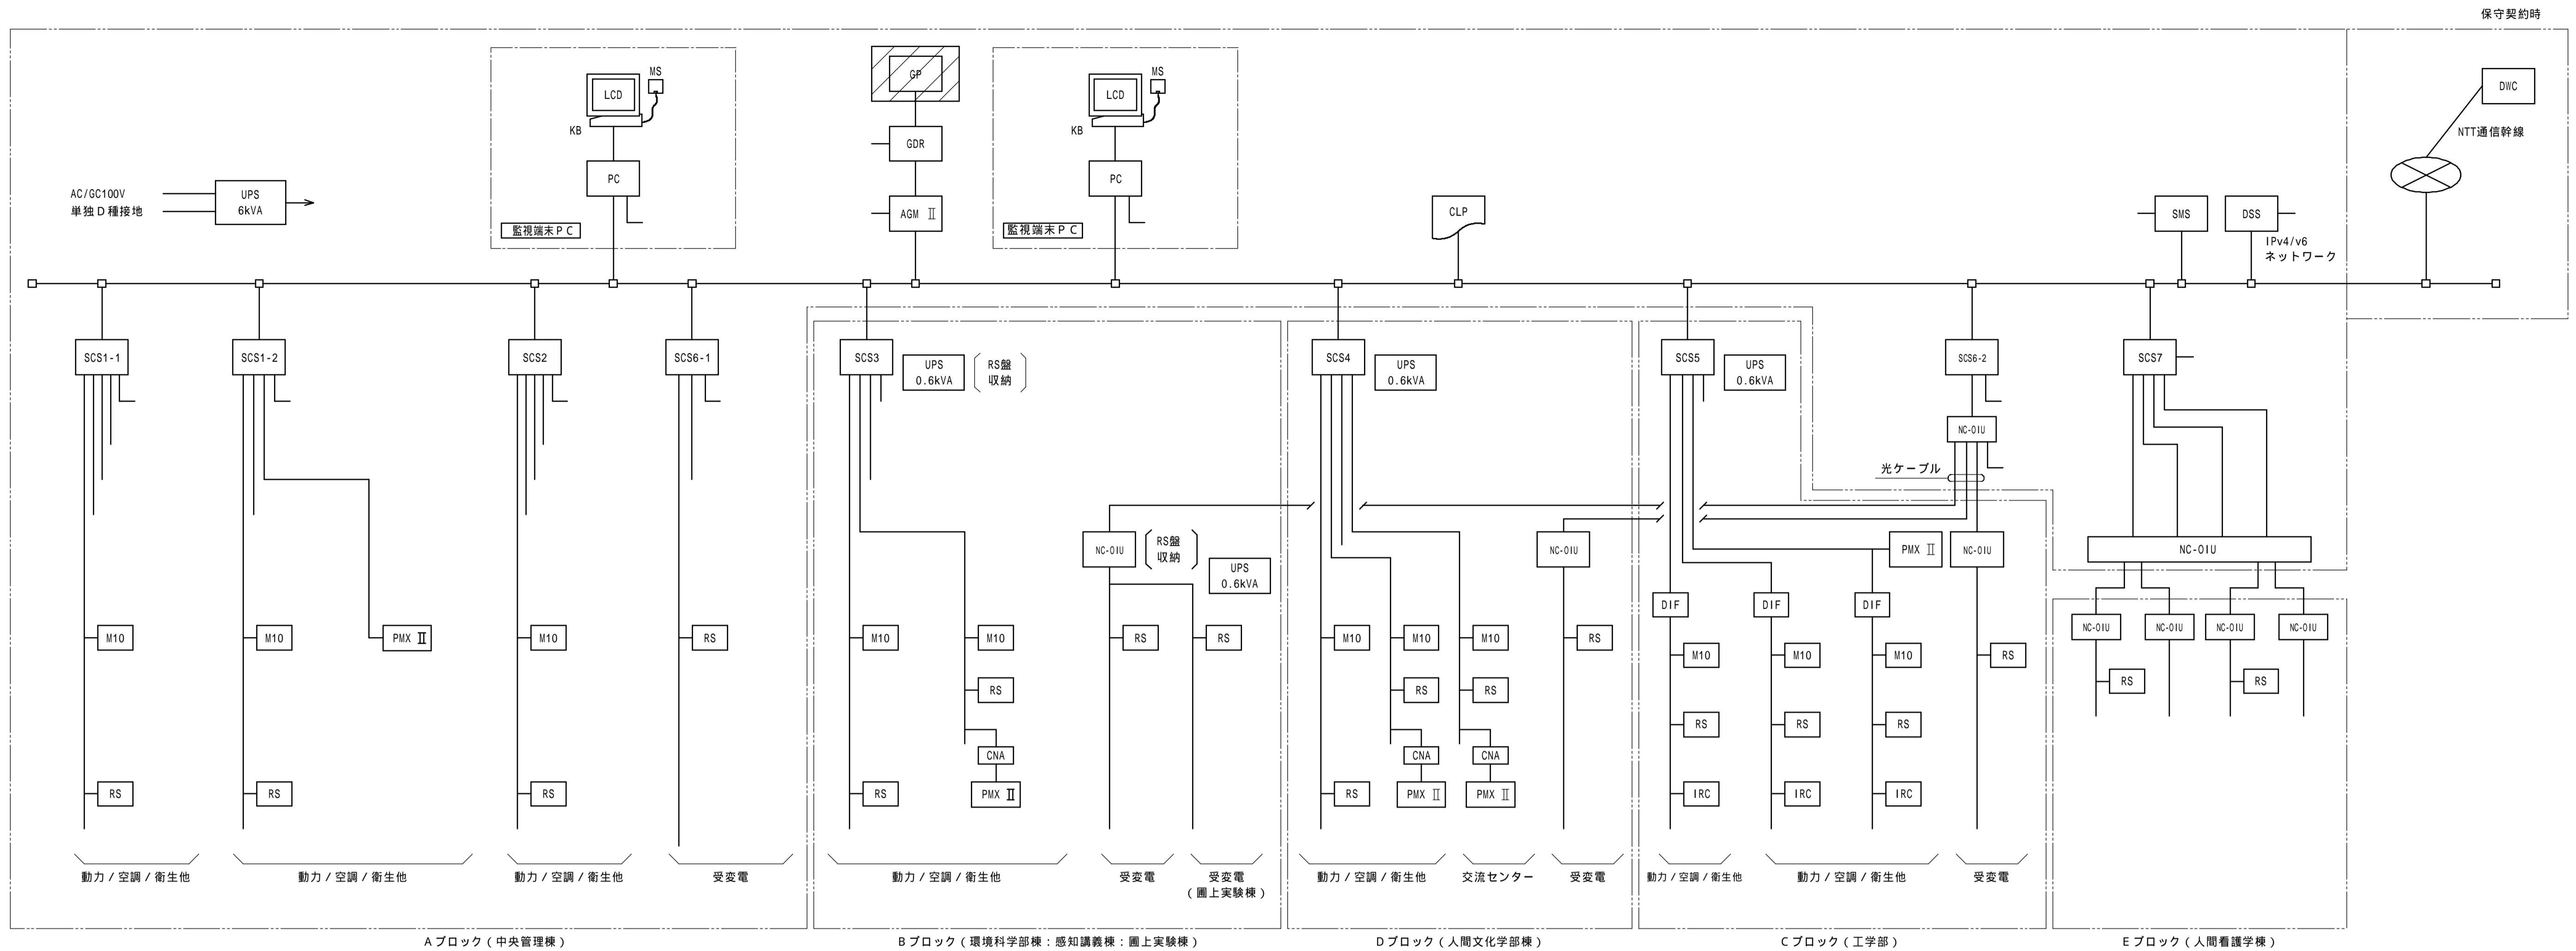 保守契約時
MS
LCD
KB
PC
監視端末ＰＣ
GP
GDR
AGM Ⅱ
MS
LCD
KB
PC
監視端末ＰＣ
DWC
NTT通信幹線
AC/GC100V
単独Ｄ種接地
UPS
6kVA
CLP
SMS
DSS
IPv4/v6
ネットワーク
SCS1-1
SCS1-2
SCS2
SCS6-1
SCS3
UPS
0.6kVA
RS盤
収納
SCS4
UPS
0.6kVA
SCS5
UPS
0.6kVA
SCS6-2
SCS7
NC-OIU
光ケーブル
NC-OIU
RS盤
収納
UPS
0.6kVA
NC-OIU
PMX Ⅱ
NC-OIU
NC-OIU
DIF
DIF
DIF
NC-OIU
NC-OIU
NC-OIU
NC-OIU
M10
M10
PMX Ⅱ
M10
RS
M10
M10
RS
RS
M10
M10
M10
RS
M10
M10
M10
RS
RS
RS
RS
RS
RS
RS
RS
RS
RS
CNA
CNA
CNA
RS
RS
RS
RS
PMX Ⅱ
RS
PMX Ⅱ
PMX Ⅱ
IRC
IRC
IRC
動力／空調／衛生他
動力／空調／衛生他
動力／空調／衛生他
受変電
動力／空調／衛生他
受変電
受変電
（圃上実験棟）
動力／空調／衛生他
交流センター
受変電
動力／空調／衛生他
動力／空調／衛生他
受変電
Ａブロック（中央管理棟）
Ｂブロック（環境科学部棟：感知講義棟：圃上実験棟）
Ｄブロック（人間文化学部棟）
Ｃブロック（工学部）
Ｅブロック（人間看護学棟）